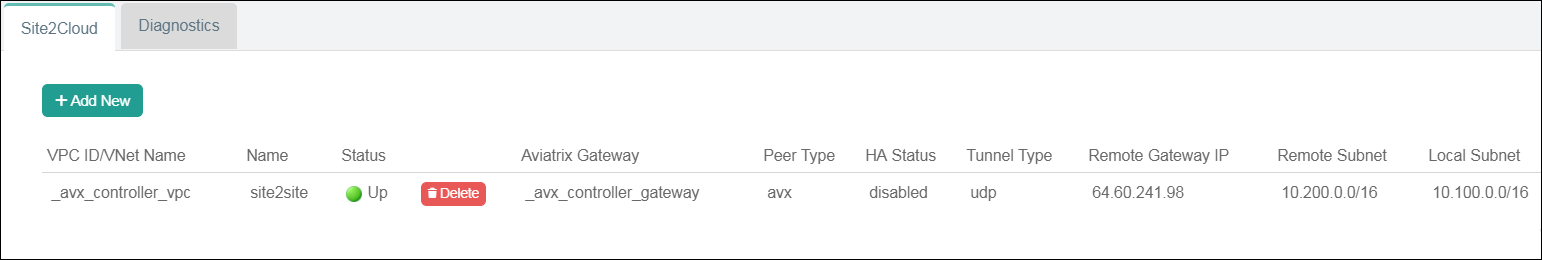 Site2Cloud Diagnostics
+ Add New
VPC ID/VNet Name Name Status Aviatrix Gateway Peer Type HA Status Tunnel Type Remote Gateway IP Remote Subnet Local Subnet
_avx_controller_vpc site2site Up Delete _avx_controller_gateway avx disabled udp 64.60.241.98 10.200.0.0/16 10.100.0.0/16